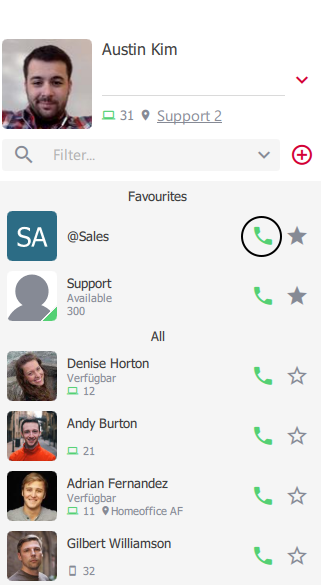 Austin Kim
31 Support 2
Filter...
Favourites
SA
@Sales
Support
Available
300
All
Denise Horton
Verfügbar
12
Andy Burton
21
Adrian Fernandez
Verfügbar
11 Homeoffice AF
Gilbert Williamson
32